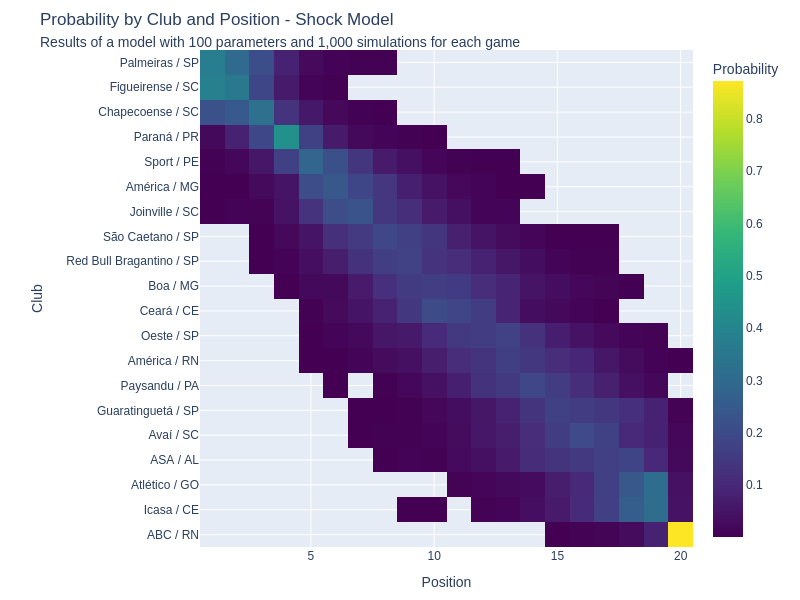 Probability by Club and Position - Shock Model
Results of a model with 100 parameters and 1,000 simulations for each game
Probability
Palmeiras / SP
Figueirense / SC
Chapecoense / SC
Paraná / PR
Sport / PE
América / MG
Joinville / SC
São Caetano / SP
Red Bull Bragantino / SP
Boa / MG
Ceará / CE
Oeste / SP
América / RN
Paysandu / PA
Guaratinguetá / SP
Avaí / SC
ASA / AL
Atlético / GO
Icasa / CE
ABC / RN
Club
5
10
15
20
Position
0.8
0.7
0.6
0.5
0.4
0.3
0.2
0.1